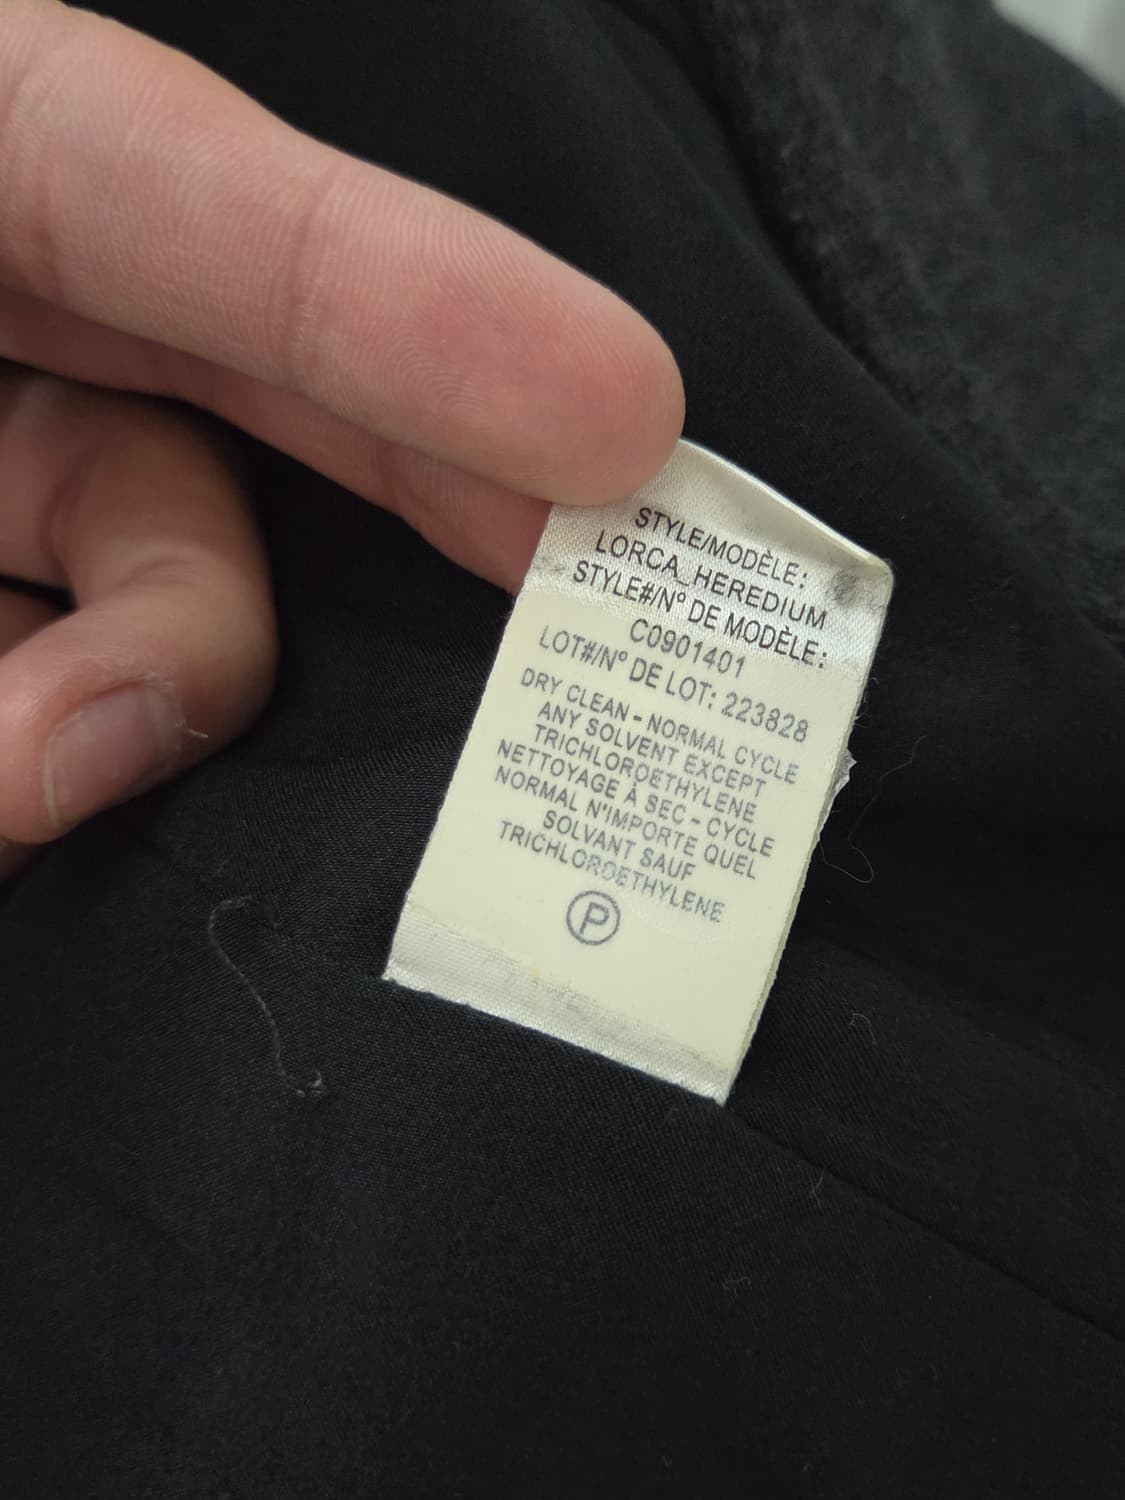 STYLE/MODÈLE:
LORCA_HEREDIUM
STYLE#/N° DE MODÈLE:
C0901401
LOT#/N° DE LOT: 223828
DRY CLEAN - NORMAL CYCLE
ANY SOLVENT EXCEPT
TRICHLOROETHYLENE
NETTOYAGE À SEC - CYCLE
NORMAL N'IMPORTE QUEL
SOLVANT SAUF
TRICHLOROETHYLENE
P